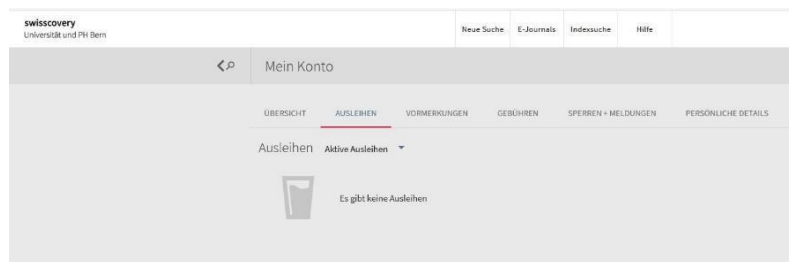 swisscovery
Universität und PH Bern
Neue Suche E-Journals Indexsuche Hilfe
Mein Konto
ÜBERSICHT AUSLEIHEN VORMERKUNGEN GEBÜHREN SPERREN + MELDUNGEN PERSÖNLICHE DETAILS
Ausleihen Aktive Ausleihen
Es gibt keine Ausleihen